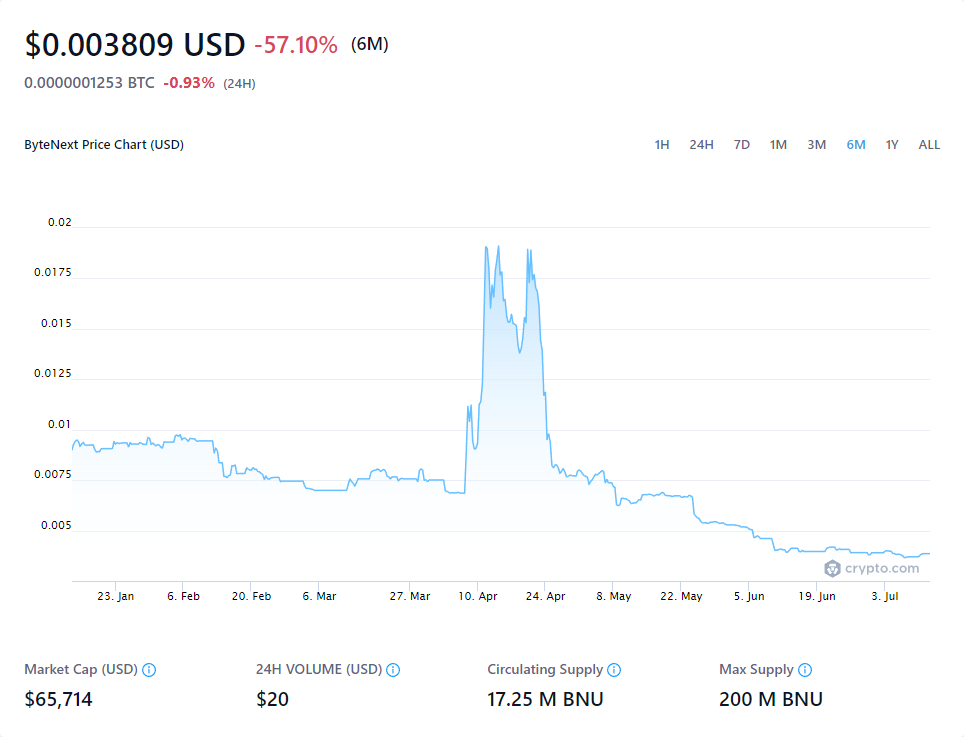 $0.003809 USD -57.10% (6M)
0.0000001253 BTC -0.93% (24H)
ByteNext Price Chart (USD) 1H 24H 7D 1M 3M 6M 1Y ALL
0.02
0.0175
0.015
0.0125
0.01
0.0075
0.005
crypto.com
23. Jan 6. Feb 20. Feb 6. Mar 27. Mar 10. Apr 24. Apr 8. May 22. May 5. Jun 19. Jun 3. Jul
Market Cap (USD) 24H VOLUME (USD) Circulating Supply Max Supply
$65,714 $20 17.25 M BNU 200 M BNU